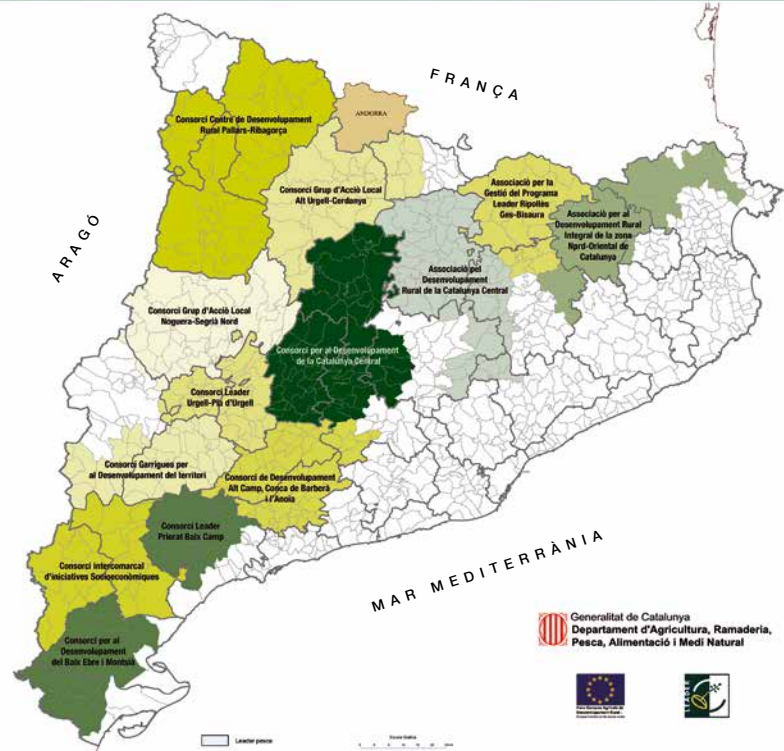 FRANÇA
ANDORRA
Consorci Centre de Desenvolupament
Rural Pallars-Ribagorça
Consorci Grup d'Acció Local
Alt Urgell-Cerdanya
Associació per la
Gestió del Programa
Leader Ripollès
Ges-Bisaura
Associació per al
Desenvolupament Rural
Integral de la zona
Nprd-Oriental de
Catalunya
ARAGÓ
Associació pel
Desenvolupament
Rural de la Catalunya Central
Consorci Grup d'Acció Local
Noguera-Segrià Nord
Consorci per al Desenvolupament
de la Catalunya Central
Consorci Leader
Urgell-Pla d'Urgell
Consorci Garrigues per
al Desenvolupament del territori
Consorci de Desenvolupament
Alt Camp, Conca de Barberà
i l'Anoia
Consorci Leader
Priorat Baix Camp
Consorci Intercomarcal
d'iniciatives Socioeconòmiques
MAR MEDITERRÀNIA
Consorci per al
Desenvolupament
del Baix Ebre i Montsià
Generalitat de Catalunya
Departament d'Agricultura, Ramaderia,
Pesca, Alimentació i Medi Natural
LEADER
Leader pesca